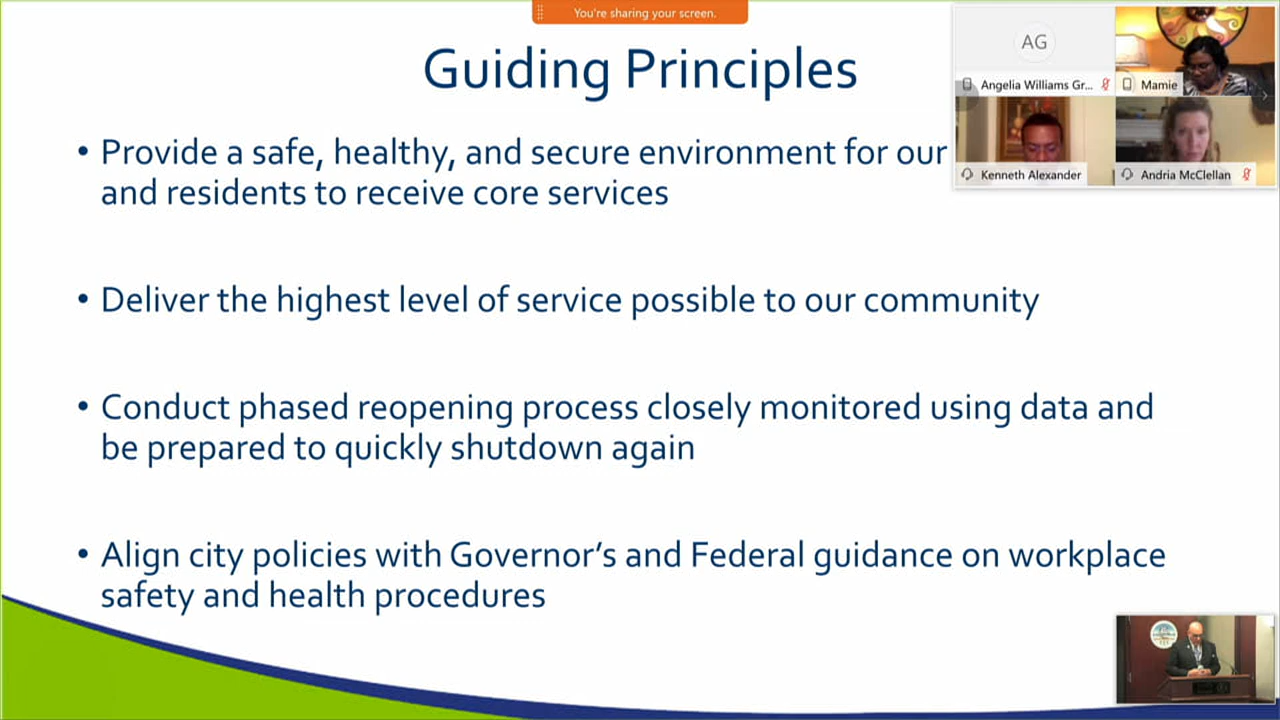 You're sharing your screen.
Guiding Principles
AG
Angelia Williams Gr...
Mamie
Kenneth Alexander
Andria McClellan
• Provide a safe, healthy, and secure environment for our
and residents to receive core services
• Deliver the highest level of service possible to our community
• Conduct phased reopening process closely monitored using data and
be prepared to quickly shutdown again
• Align city policies with Governor's and Federal guidance on workplace
safety and health procedures